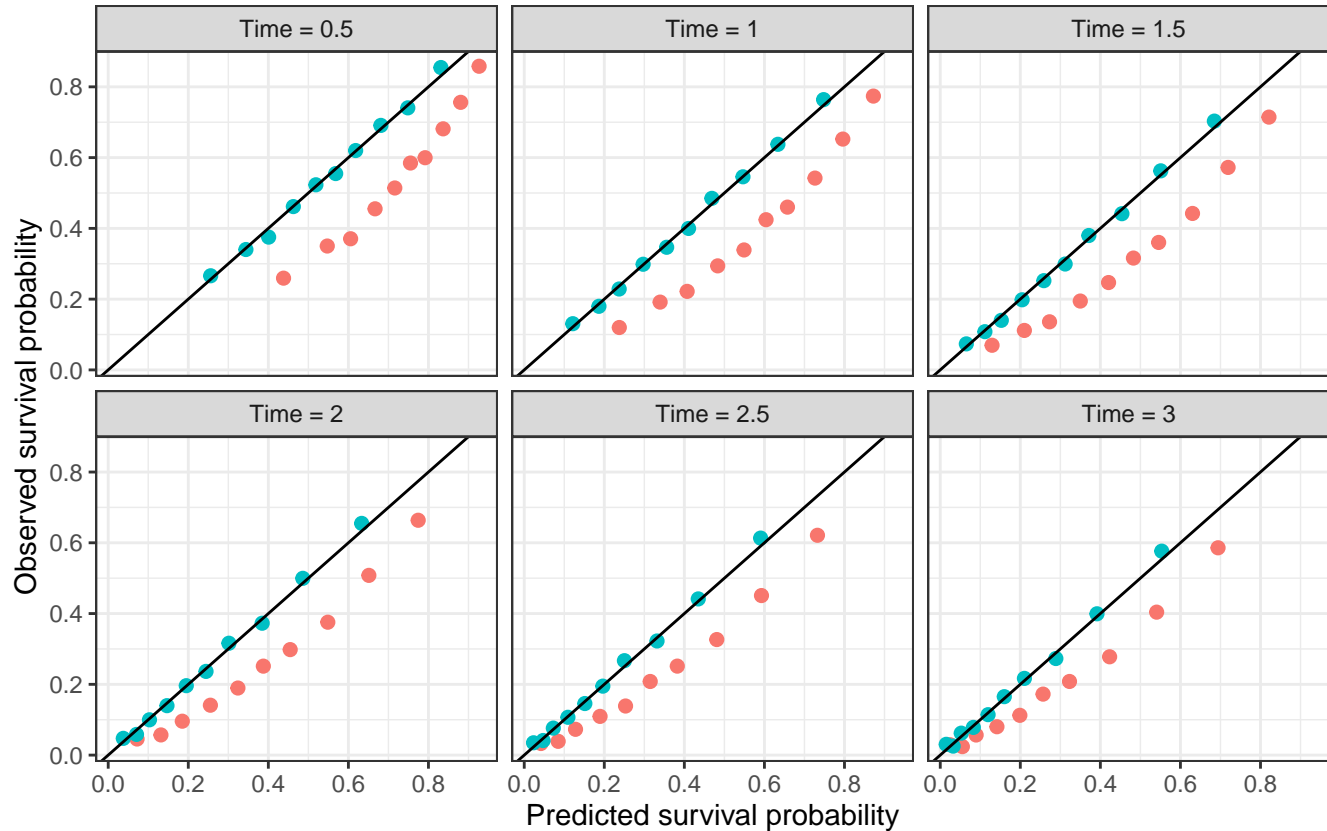 Time = 0.5
Time = 1
Time = 1.5
0.8
0.6
0.4
0.2
0.0
Time = 2
Time = 2.5
Time = 3
0.8
0.6
0.4
0.2
0.0
0.0 0.2 0.4 0.6 0.8
0.0 0.2 0.4 0.6 0.8
0.0 0.2 0.4 0.6 0.8
Observed survival probability
Predicted survival probability